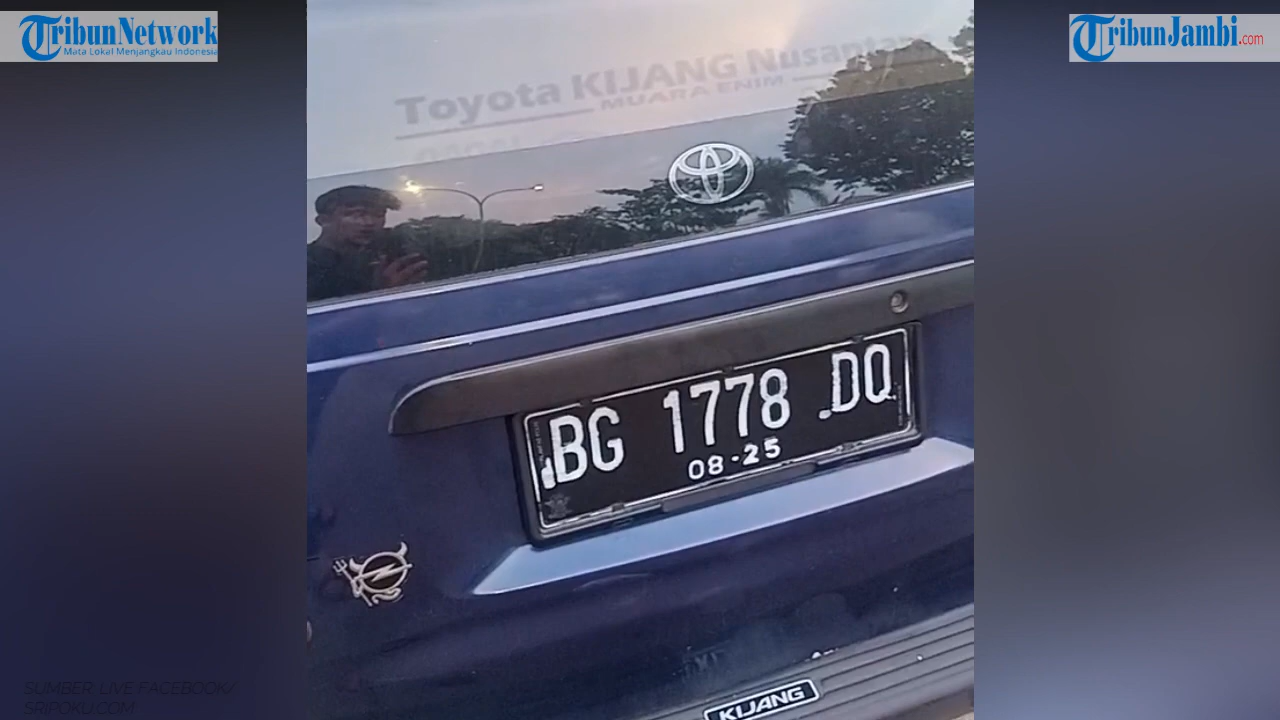 TribunNetwork
Mata Lokal Menjangkau Indonesia
TribunJambi.com
Toyota KIJANG Nusantar
MUARA ENIM
BG 1778 DQ
08-25
KIJANG
SUMBER: LIVE FACEBOOK/
SRIPOKU.COM